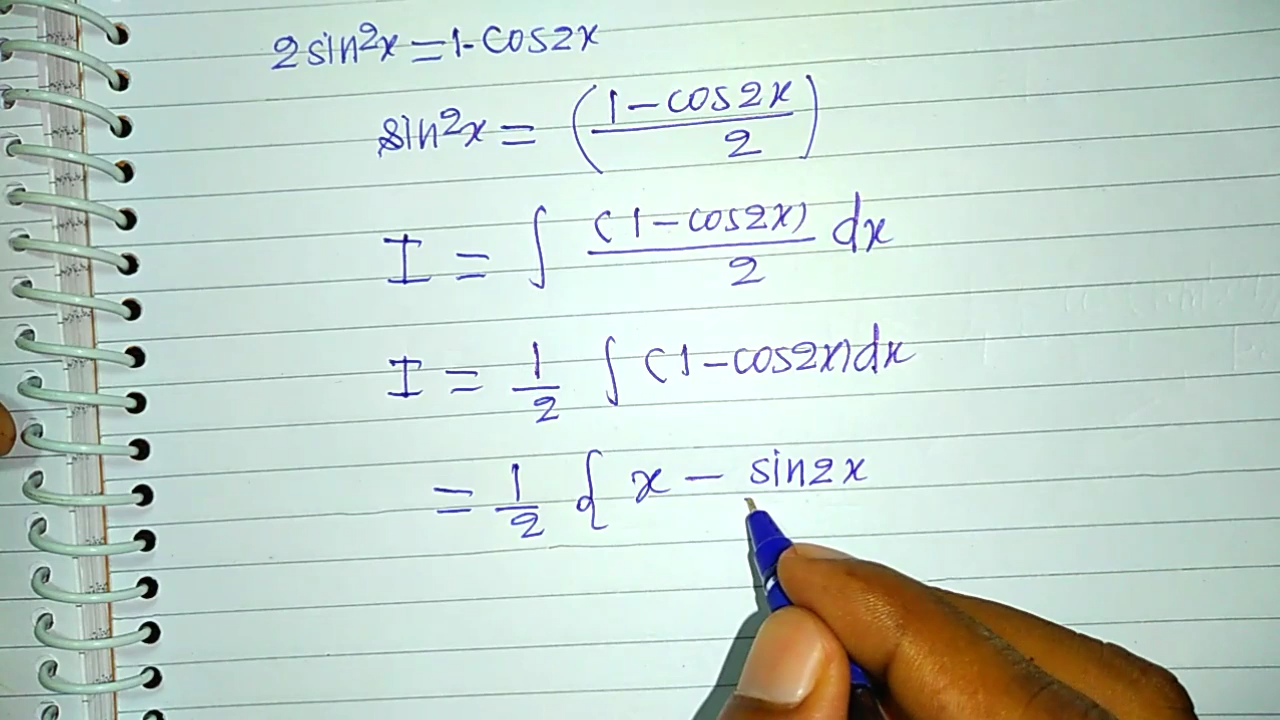 2sin²x = 1 - cos2x
sin²x = ( (1 - cos2x) / 2 )
I = ∫ (1 - cos2x) / 2 dx
I = 1/2 ∫ (1 - cos2x) dx
= 1/2 { x - sin2x